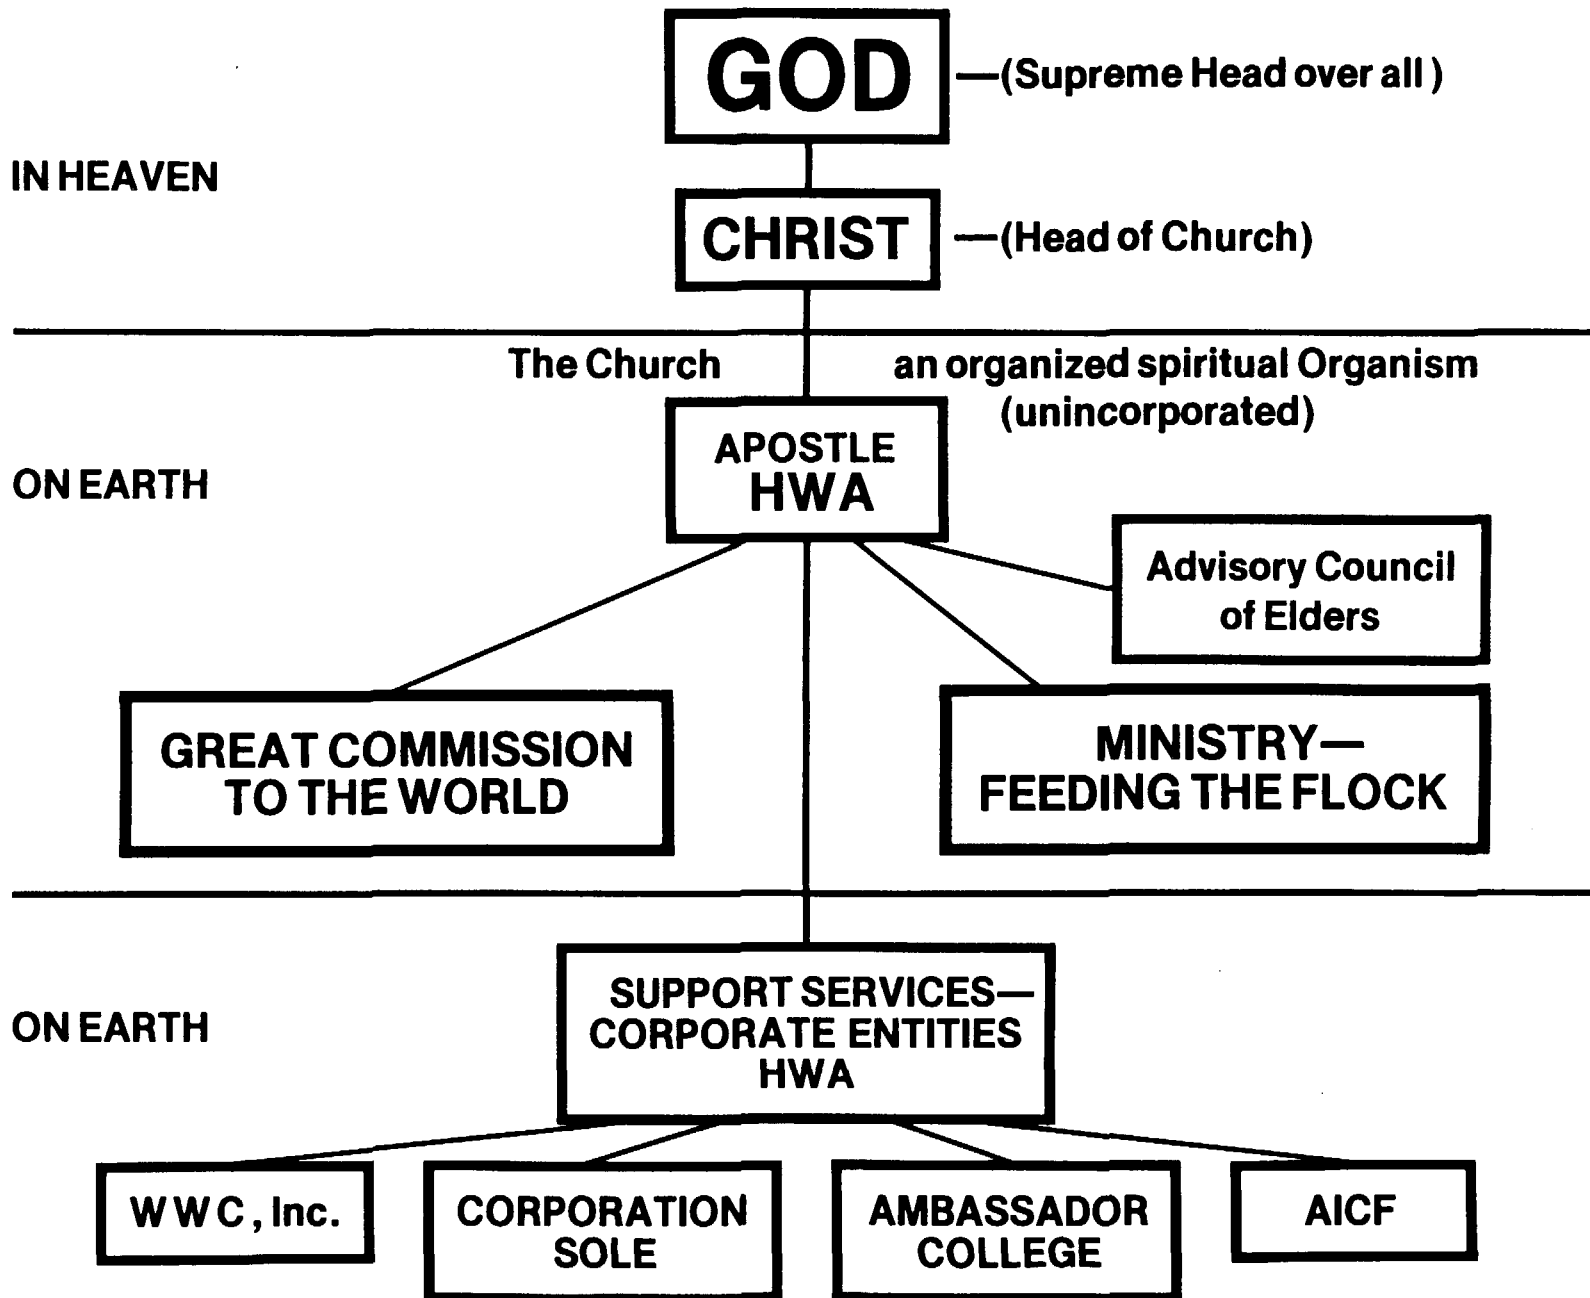 GOD —(Supreme Head over all)
IN HEAVEN
CHRIST —(Head of Church)
The Church an organized spiritual Organism
(unincorporated)
APOSTLE
HWA
ON EARTH
Advisory Council
of Elders
GREAT COMMISSION
TO THE WORLD
MINISTRY—
FEEDING THE FLOCK
SUPPORT SERVICES—
CORPORATE ENTITIES
HWA
ON EARTH
WWC, Inc.
CORPORATION
SOLE
AMBASSADOR
COLLEGE
AICF